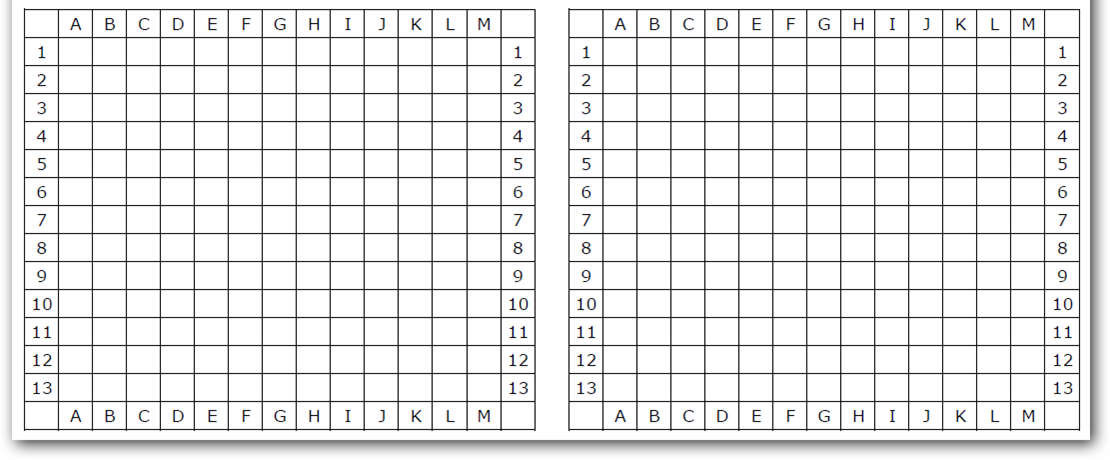 A B C D E F G H I J K L M A B C D E F G H I J K L M
1 1 1 1
2 2 2 2
3 3 3 3
4 4 4 4
5 5 5 5
6 6 6 6
7 7 7 7
8 8 8 8
9 9 9 9
10 10 10 10
11 11 11 11
12 12 12 12
13 13 13 13
A B C D E F G H I J K L M A B C D E F G H I J K L M